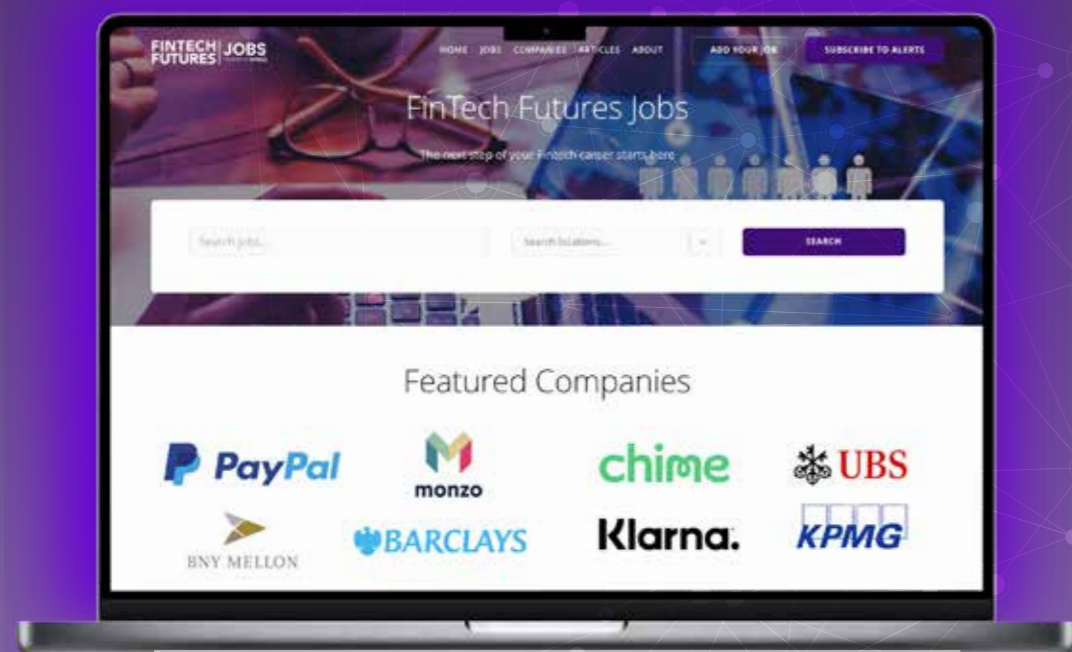 FINTECH FUTURES JOBS
HOME JOBS COMPANIES ARTICLES ABOUT ADD YOUR JOB SUBSCRIBE TO ALERTS
FinTech Futures Jobs
The next step of your Fintech career starts here
Search jobs... Search locations... SEARCH
Featured Companies
PayPal monzo chime UBS
BNY MELLON BARCLAYS Klarna. KPMG